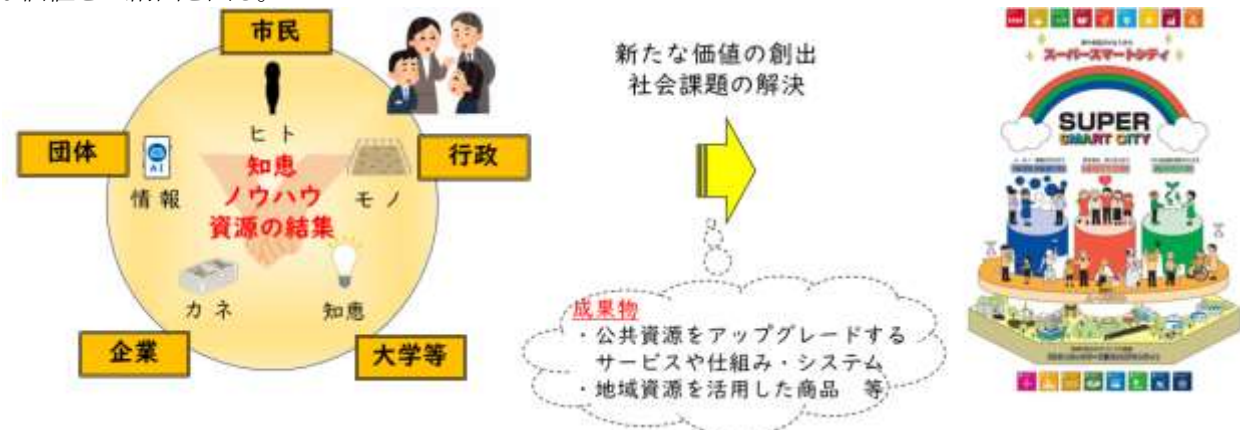 市民
団体
行政
ヒト
知恵
ノウハウ
資源の結集
情報
AI
モノ
カネ
知恵
企業
大学等
新たな価値の創出
社会課題の解決
成果物
・公共資源をアップグレードする
サービスや仕組み・システム
・地域資源を活用した商品 等
スーパースマートシティ
SUPER
SMART CITY